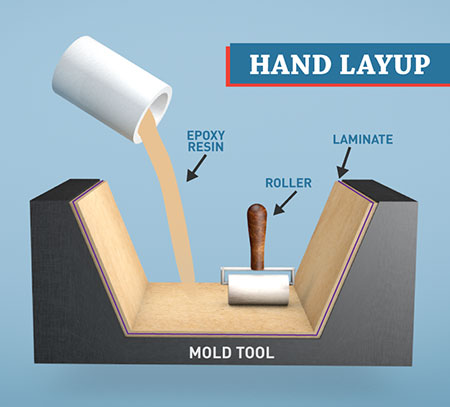 HAND LAYUP
EPOXY
RESIN
LAMINATE
ROLLER
MOLD TOOL